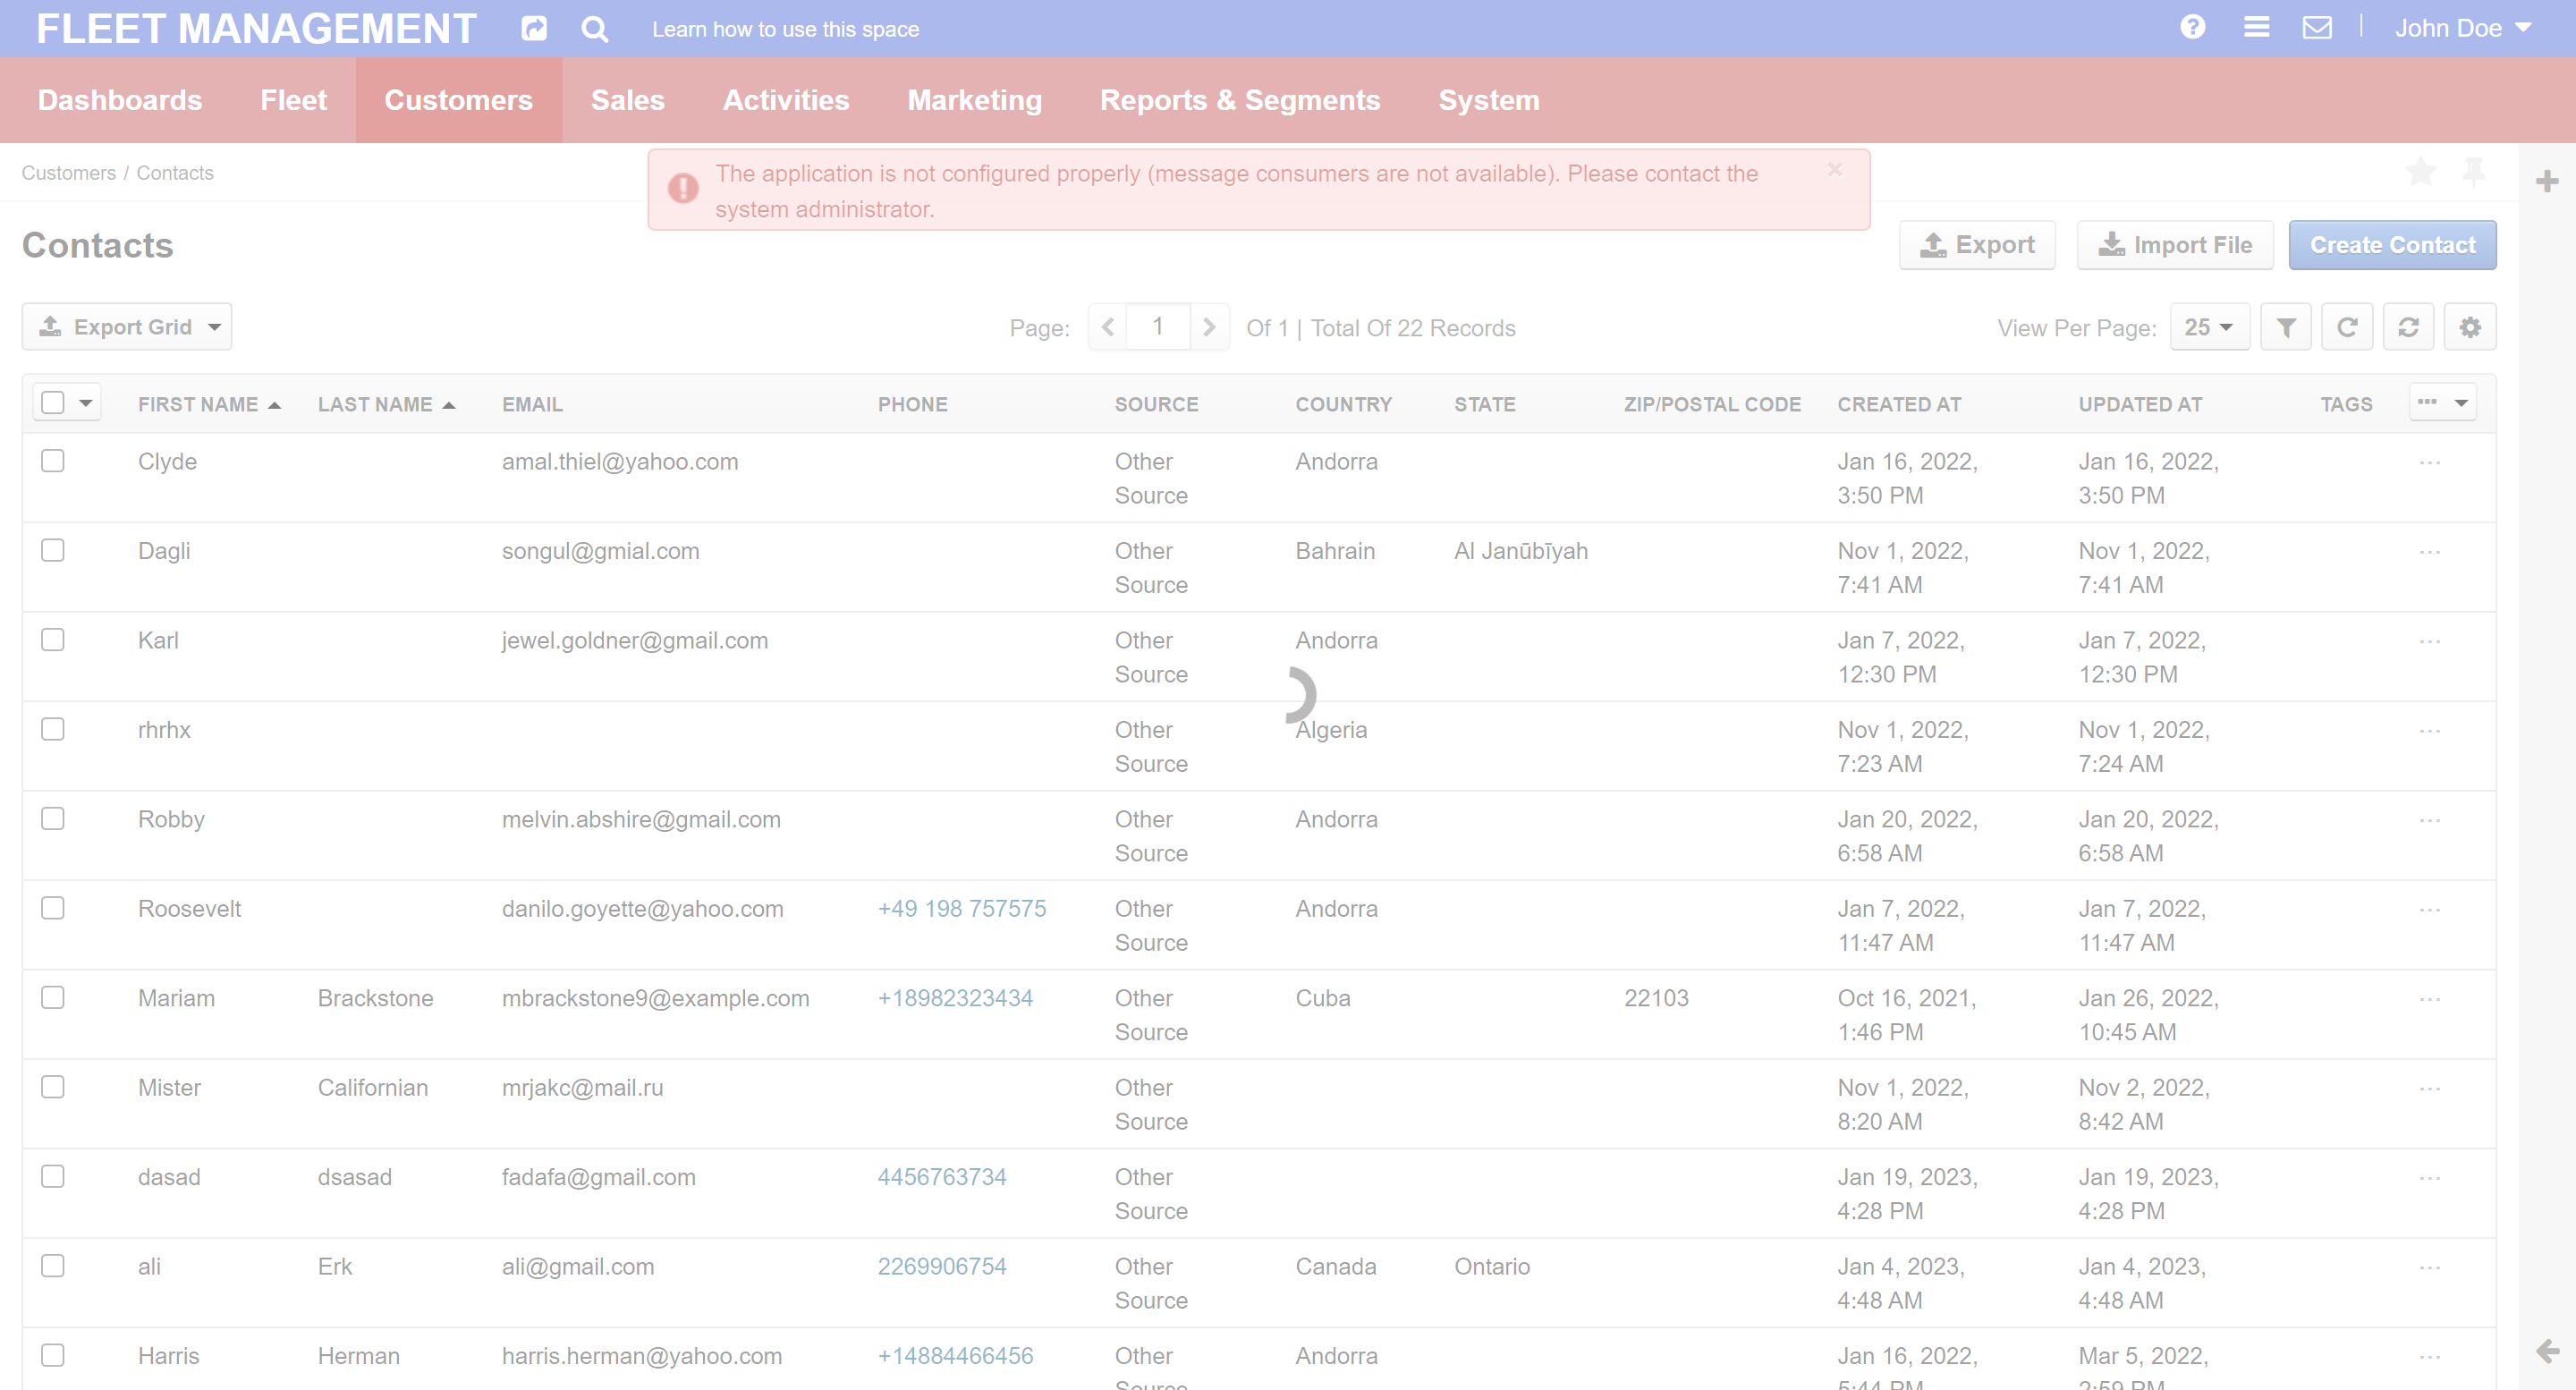 FLEET MANAGEMENT Learn how to use this space John Doe
Dashboards Fleet Customers Sales Activities Marketing Reports & Segments System
Customers / Contacts
The application is not configured properly (message consumers are not available). Please contact the
system administrator.
Contacts
Export Import File Create Contact
Export Grid Page: 1 Of 1 | Total Of 22 Records View Per Page: 25
FIRST NAME LAST NAME EMAIL PHONE SOURCE COUNTRY STATE ZIP/POSTAL CODE CREATED AT UPDATED AT TAGS
Clyde amal.thiel@yahoo.com Other Andorra Jan 16, 2022, Jan 16, 2022,
Source 3:50 PM 3:50 PM
Dagli songul@gmial.com Other Bahrain Al Janūbīyah Nov 1, 2022, Nov 1, 2022,
Source 7:41 AM 7:41 AM
Karl jewel.goldner@gmail.com Other Andorra Jan 7, 2022, Jan 7, 2022,
Source 12:30 PM 12:30 PM
rhrhx Other Algeria Nov 1, 2022, Nov 1, 2022,
Source 7:23 AM 7:24 AM
Robby melvin.abshire@gmail.com Other Andorra Jan 20, 2022, Jan 20, 2022,
Source 6:58 AM 6:58 AM
Roosevelt danilo.goyette@yahoo.com +49 198 757575 Other Andorra Jan 7, 2022, Jan 7, 2022,
Source 11:47 AM 11:47 AM
Mariam Brackstone mbrackstone9@example.com +18982323434 Other Cuba 22103 Oct 16, 2021, Jan 26, 2022,
Source 1:46 PM 10:45 AM
Mister Californian mrjakc@mail.ru Other Nov 1, 2022, Nov 2, 2022,
Source 8:20 AM 8:42 AM
dasad dsasad fadafa@gmail.com 4456763734 Other Jan 19, 2023, Jan 19, 2023,
Source 4:28 PM 4:28 PM
ali Erk ali@gmail.com 2269906754 Other Canada Ontario Jan 4, 2023, Jan 4, 2023,
Source 4:48 AM 4:48 AM
Harris Herman harris.herman@yahoo.com +14884466456 Other Andorra Jan 16, 2022, Mar 5, 2022,
Source 5:44 PM 2:59 PM